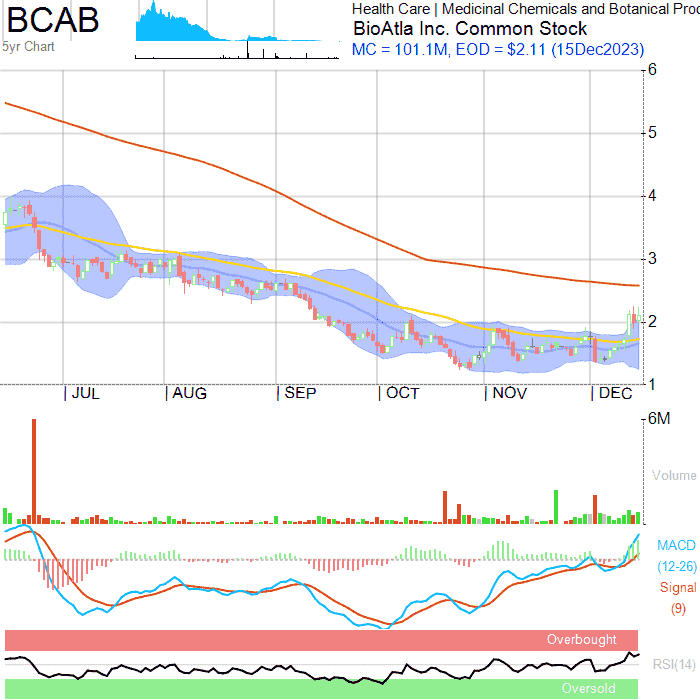 BCAB
5yr Chart
Health Care | Medicinal Chemicals and Botanical Prod
BioAtla Inc. Common Stock
MC = 101.1M, EOD = $2.11 (15Dec2023)
6
5
4
3
2
1
| JUL | AUG | SEP | OCT | NOV | DEC
6M
Volume
MACD
(12-26)
Signal
(9)
Overbought
RSI(14)
Oversold